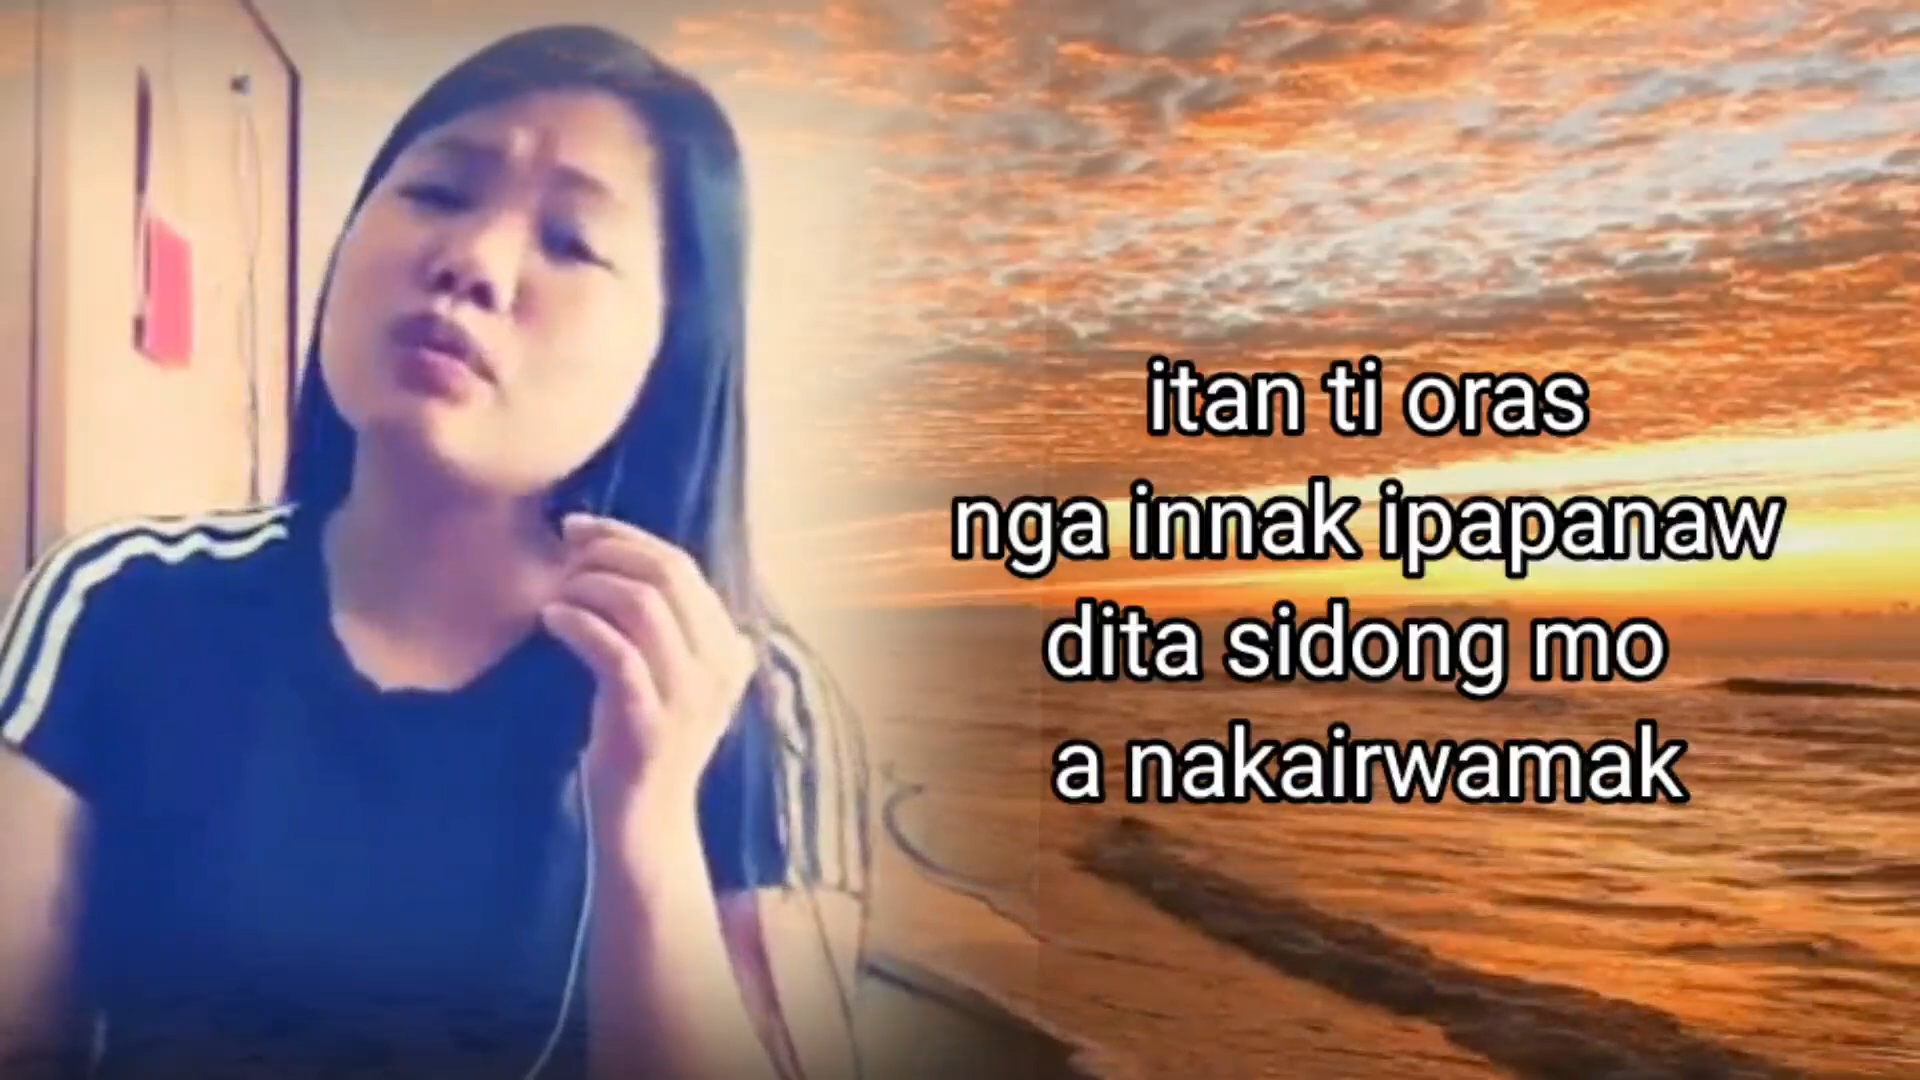 itan ti oras
nga innak ipapanaw
dita sidong mo
a nakairwamak